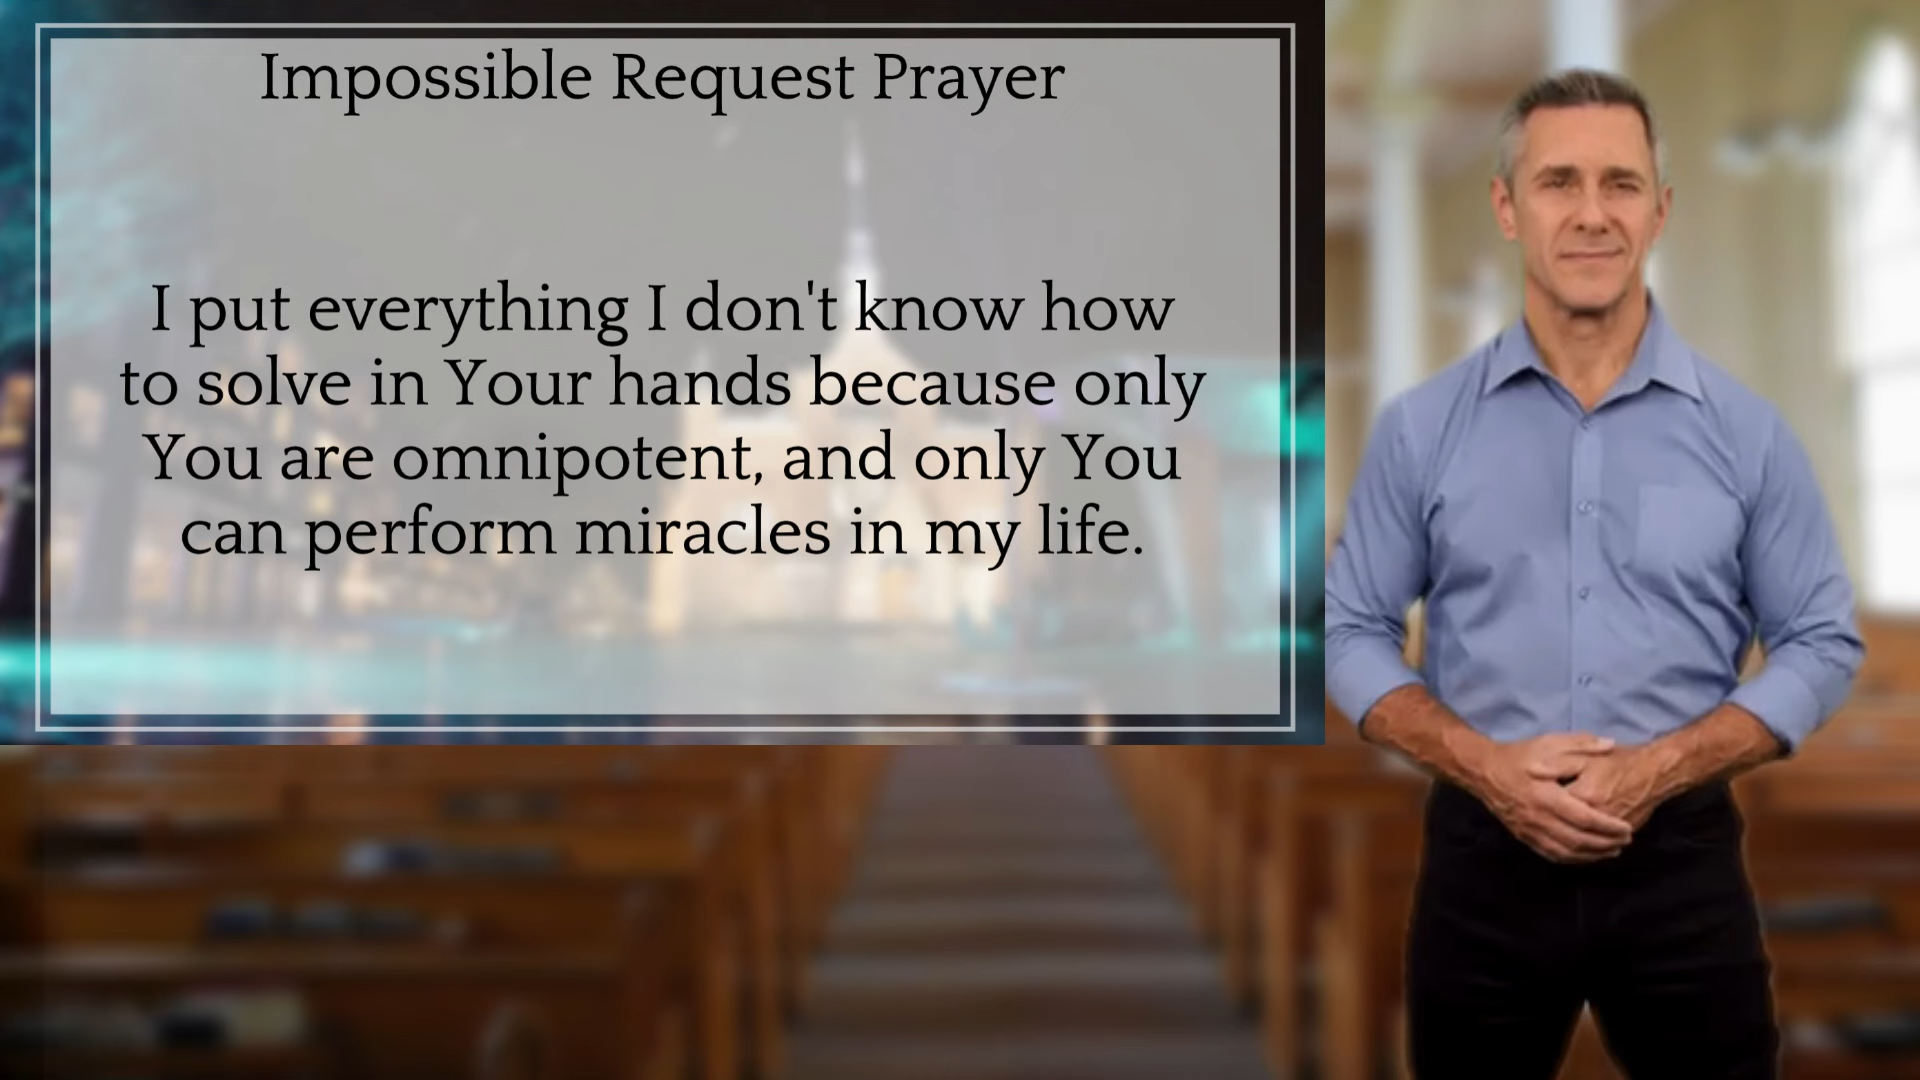 Impossible Request Prayer
I put everything I don't know how
to solve in Your hands because only
You are omnipotent, and only You
can perform miracles in my life.